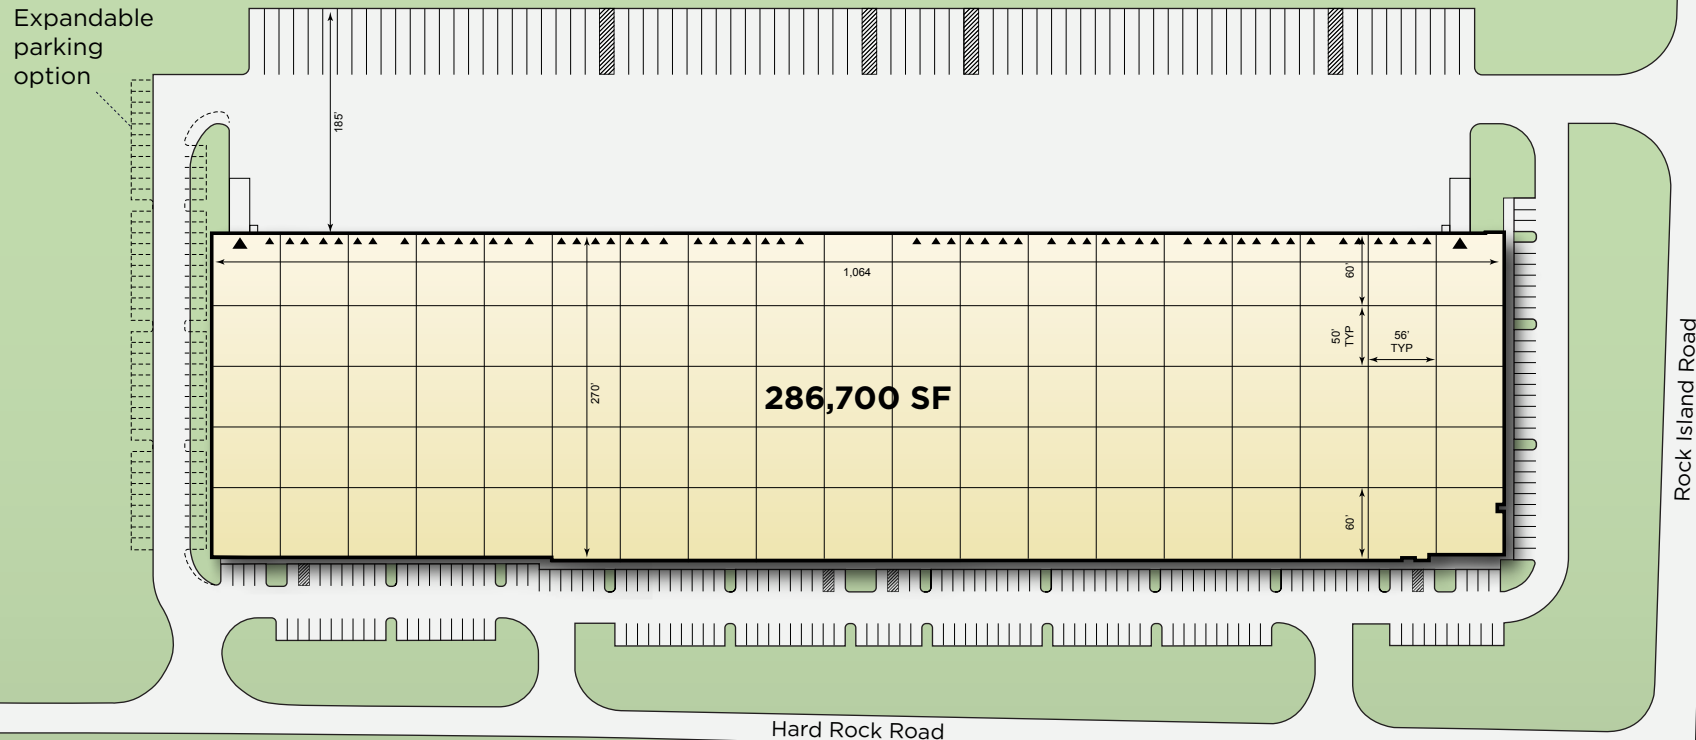 Expandable
parking
option
185'
1,064
60'
50'
TYP
56'
TYP
270'
286,700 SF
60'
Rock Island Road
Hard Rock Road